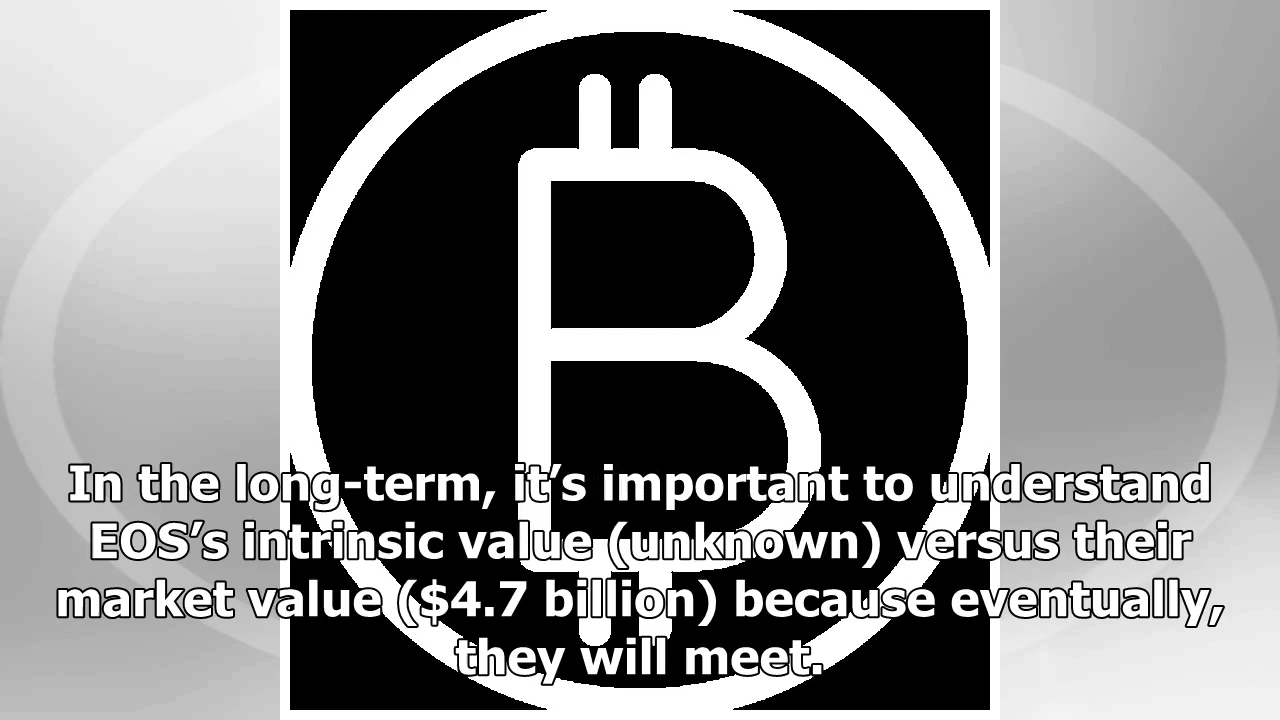 In the long-term, it’s important to understand
EOS’s intrinsic value (unknown) versus their
market value ($4.7 billion) because eventually,
they will meet.